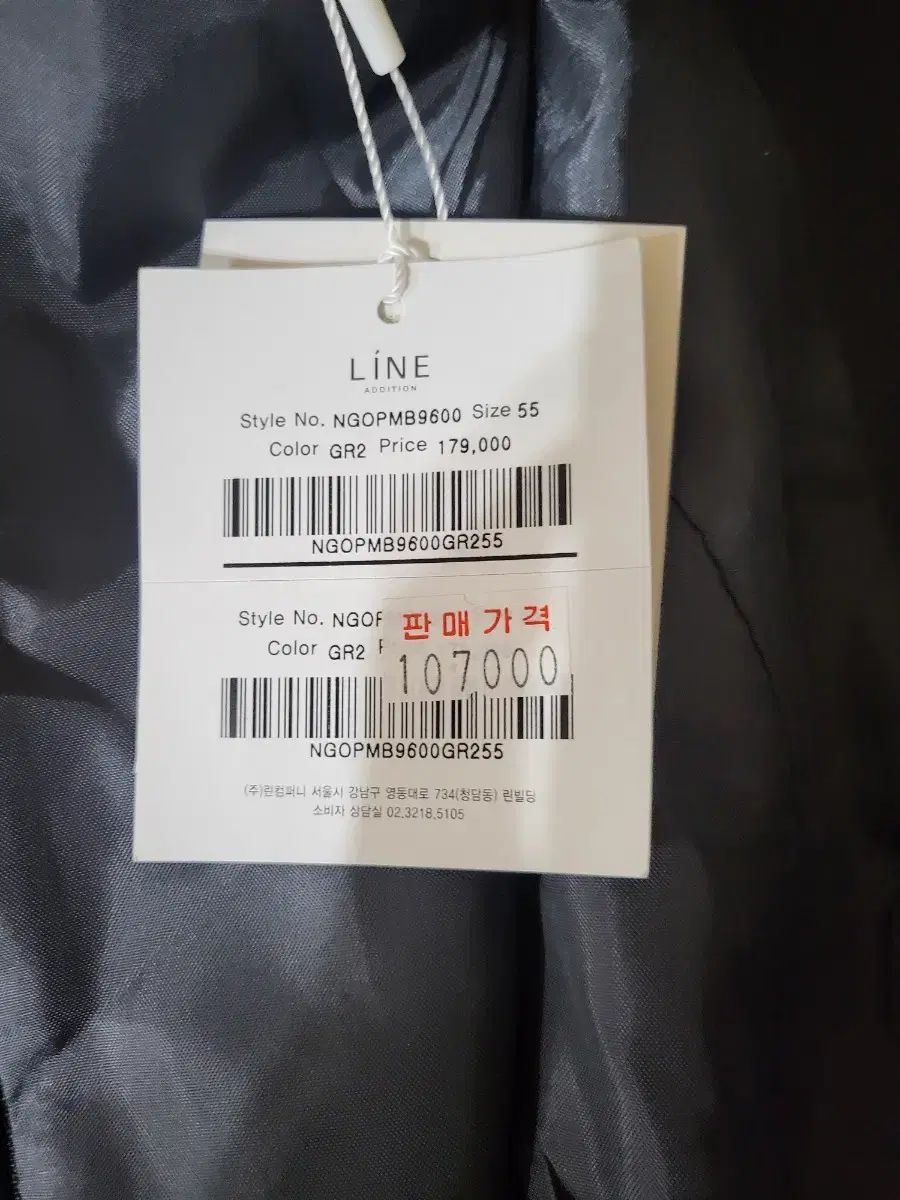 LÍNE
ADDITION
Style No. NGOPMB9600 Size 55
Color GR2 Price 179,000
NGOPMB9600GR255
Style No. NGOP
Color GR2
판매가격
107000
NGOPMB9600GR255
(주)린컴퍼니 서울시 강남구 영동대로 734(청담동) 린빌딩
소비자 상담실 02.3218.5105